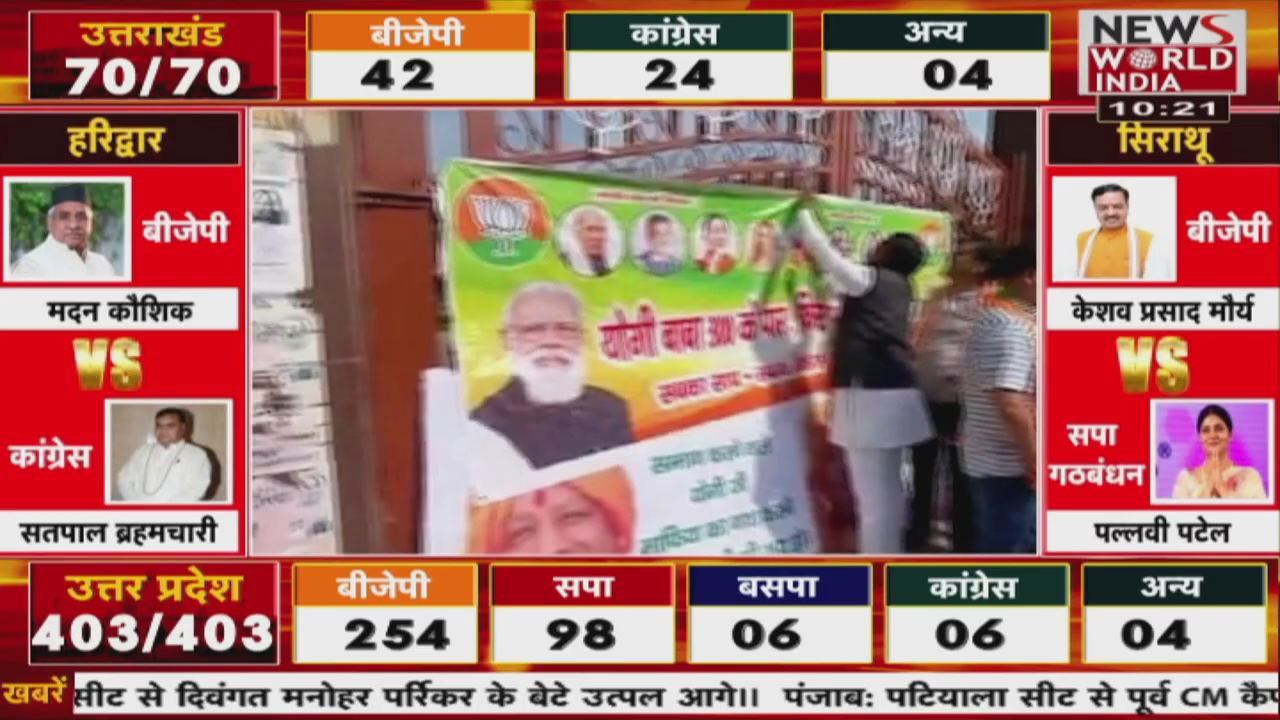 उत्तराखंड
70/70
बीजेपी
42
कांग्रेस
24
अन्य
04
NEWS
WORLD
INDIA
10:21
हरिद्वार
बीजेपी
मदन कौशिक
VS
कांग्रेस
सतपाल ब्रहमचारी
योगी बाबा
सबका साथ -
योगी जी
सिराथू
बीजेपी
केशव प्रसाद मौर्य
VS
सपा
गठबंधन
पल्लवी पटेल
उत्तर प्रदेश
403/403
बीजेपी
254
सपा
98
बसपा
06
कांग्रेस
06
अन्य
04
खबरें सीट से दिवंगत मनोहर पर्रिकर के बेटे उत्पल आगे।। पंजाब: पटियाला सीट से पूर्व CM